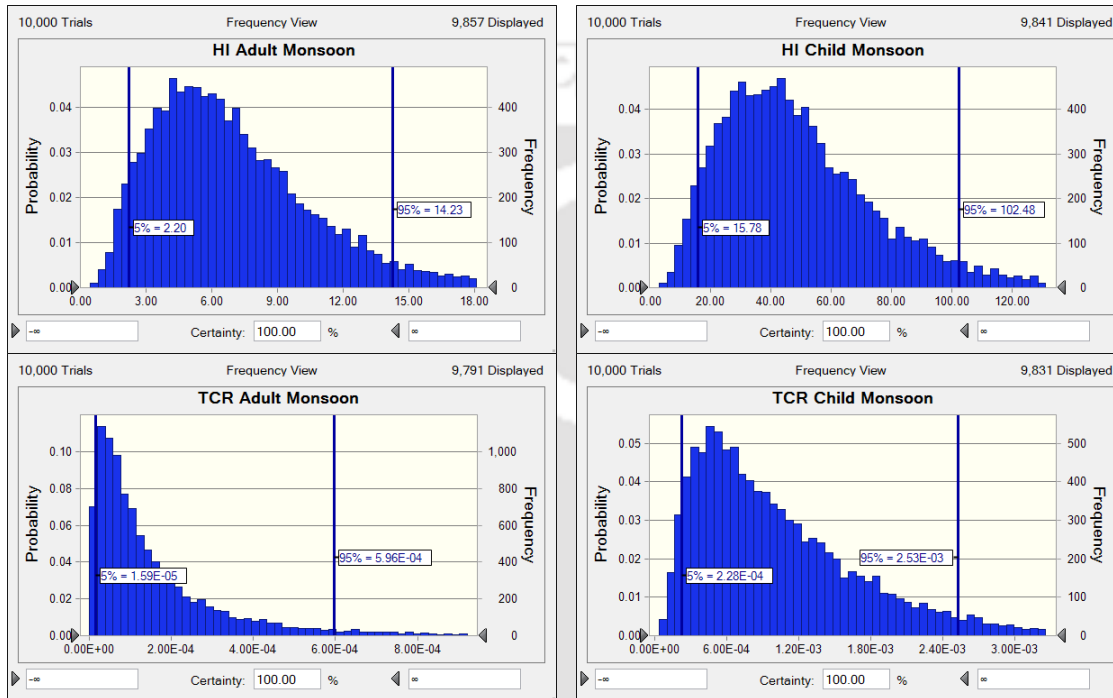 10,000 Trials Frequency View 9,857 Displayed
HI Adult Monsoon
Probability
Frequency
0.04
0.03
0.02
0.01
0.00
400
300
200
100
0
5% = 2.20
95% = 14.23
0.00 3.00 6.00 9.00 12.00 15.00 18.00
-∞ Certainty: 100.00 % ∞
10,000 Trials Frequency View 9,841 Displayed
HI Child Monsoon
Probability
Frequency
0.04
0.03
0.02
0.01
0.00
400
300
200
100
0
5% = 15.78
95% = 102.48
0.00 20.00 40.00 60.00 80.00 100.00 120.00
-∞ Certainty: 100.00 % ∞
10,000 Trials Frequency View 9,791 Displayed
TCR Adult Monsoon
Probability
Frequency
0.10
0.08
0.06
0.04
0.02
0.00
1,000
800
600
400
200
0
5% = 1.59E-05
95% = 5.96E-04
0.00E+00 2.00E-04 4.00E-04 6.00E-04 8.00E-04
-∞ Certainty: 100.00 % ∞
10,000 Trials Frequency View 9,831 Displayed
TCR Child Monsoon
Probability
Frequency
0.05
0.04
0.03
0.02
0.01
0.00
500
400
300
200
100
0
5% = 2.28E-04
95% = 2.53E-03
0.00E+00 6.00E-04 1.20E-03 1.80E-03 2.40E-03 3.00E-03
-∞ Certainty: 100.00 % ∞